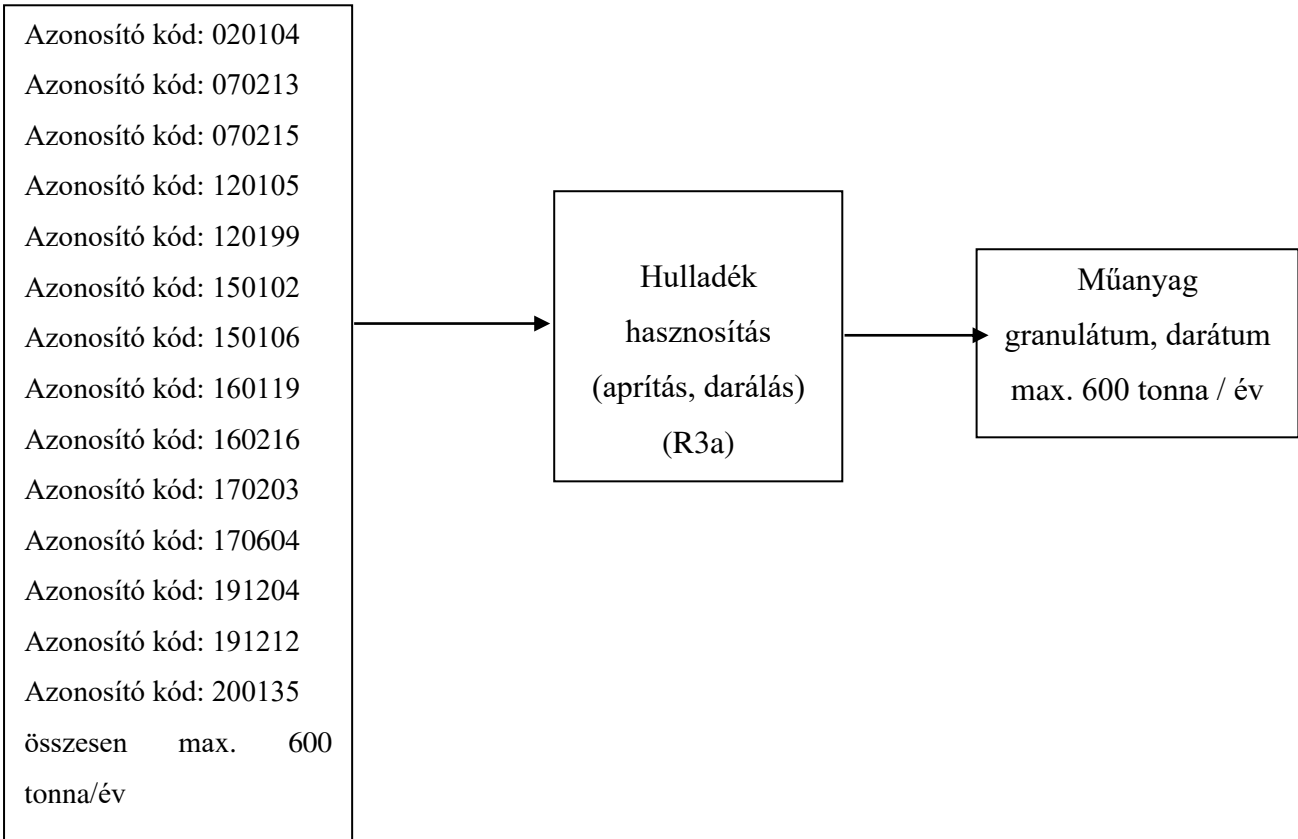 Azonosító kód: 020104
Azonosító kód: 070213
Azonosító kód: 070215
Azonosító kód: 120105
Azonosító kód: 120199
Azonosító kód: 150102
Azonosító kód: 150106
Azonosító kód: 160119
Azonosító kód: 160216
Azonosító kód: 170203
Azonosító kód: 170604
Azonosító kód: 191204
Azonosító kód: 191212
Azonosító kód: 200135
összesen max. 600
tonna/év
Hulladék
hasznosítás
(aprítás, darálás)
(R3a)
Műanyag
granulátum, darátum
max. 600 tonna / év